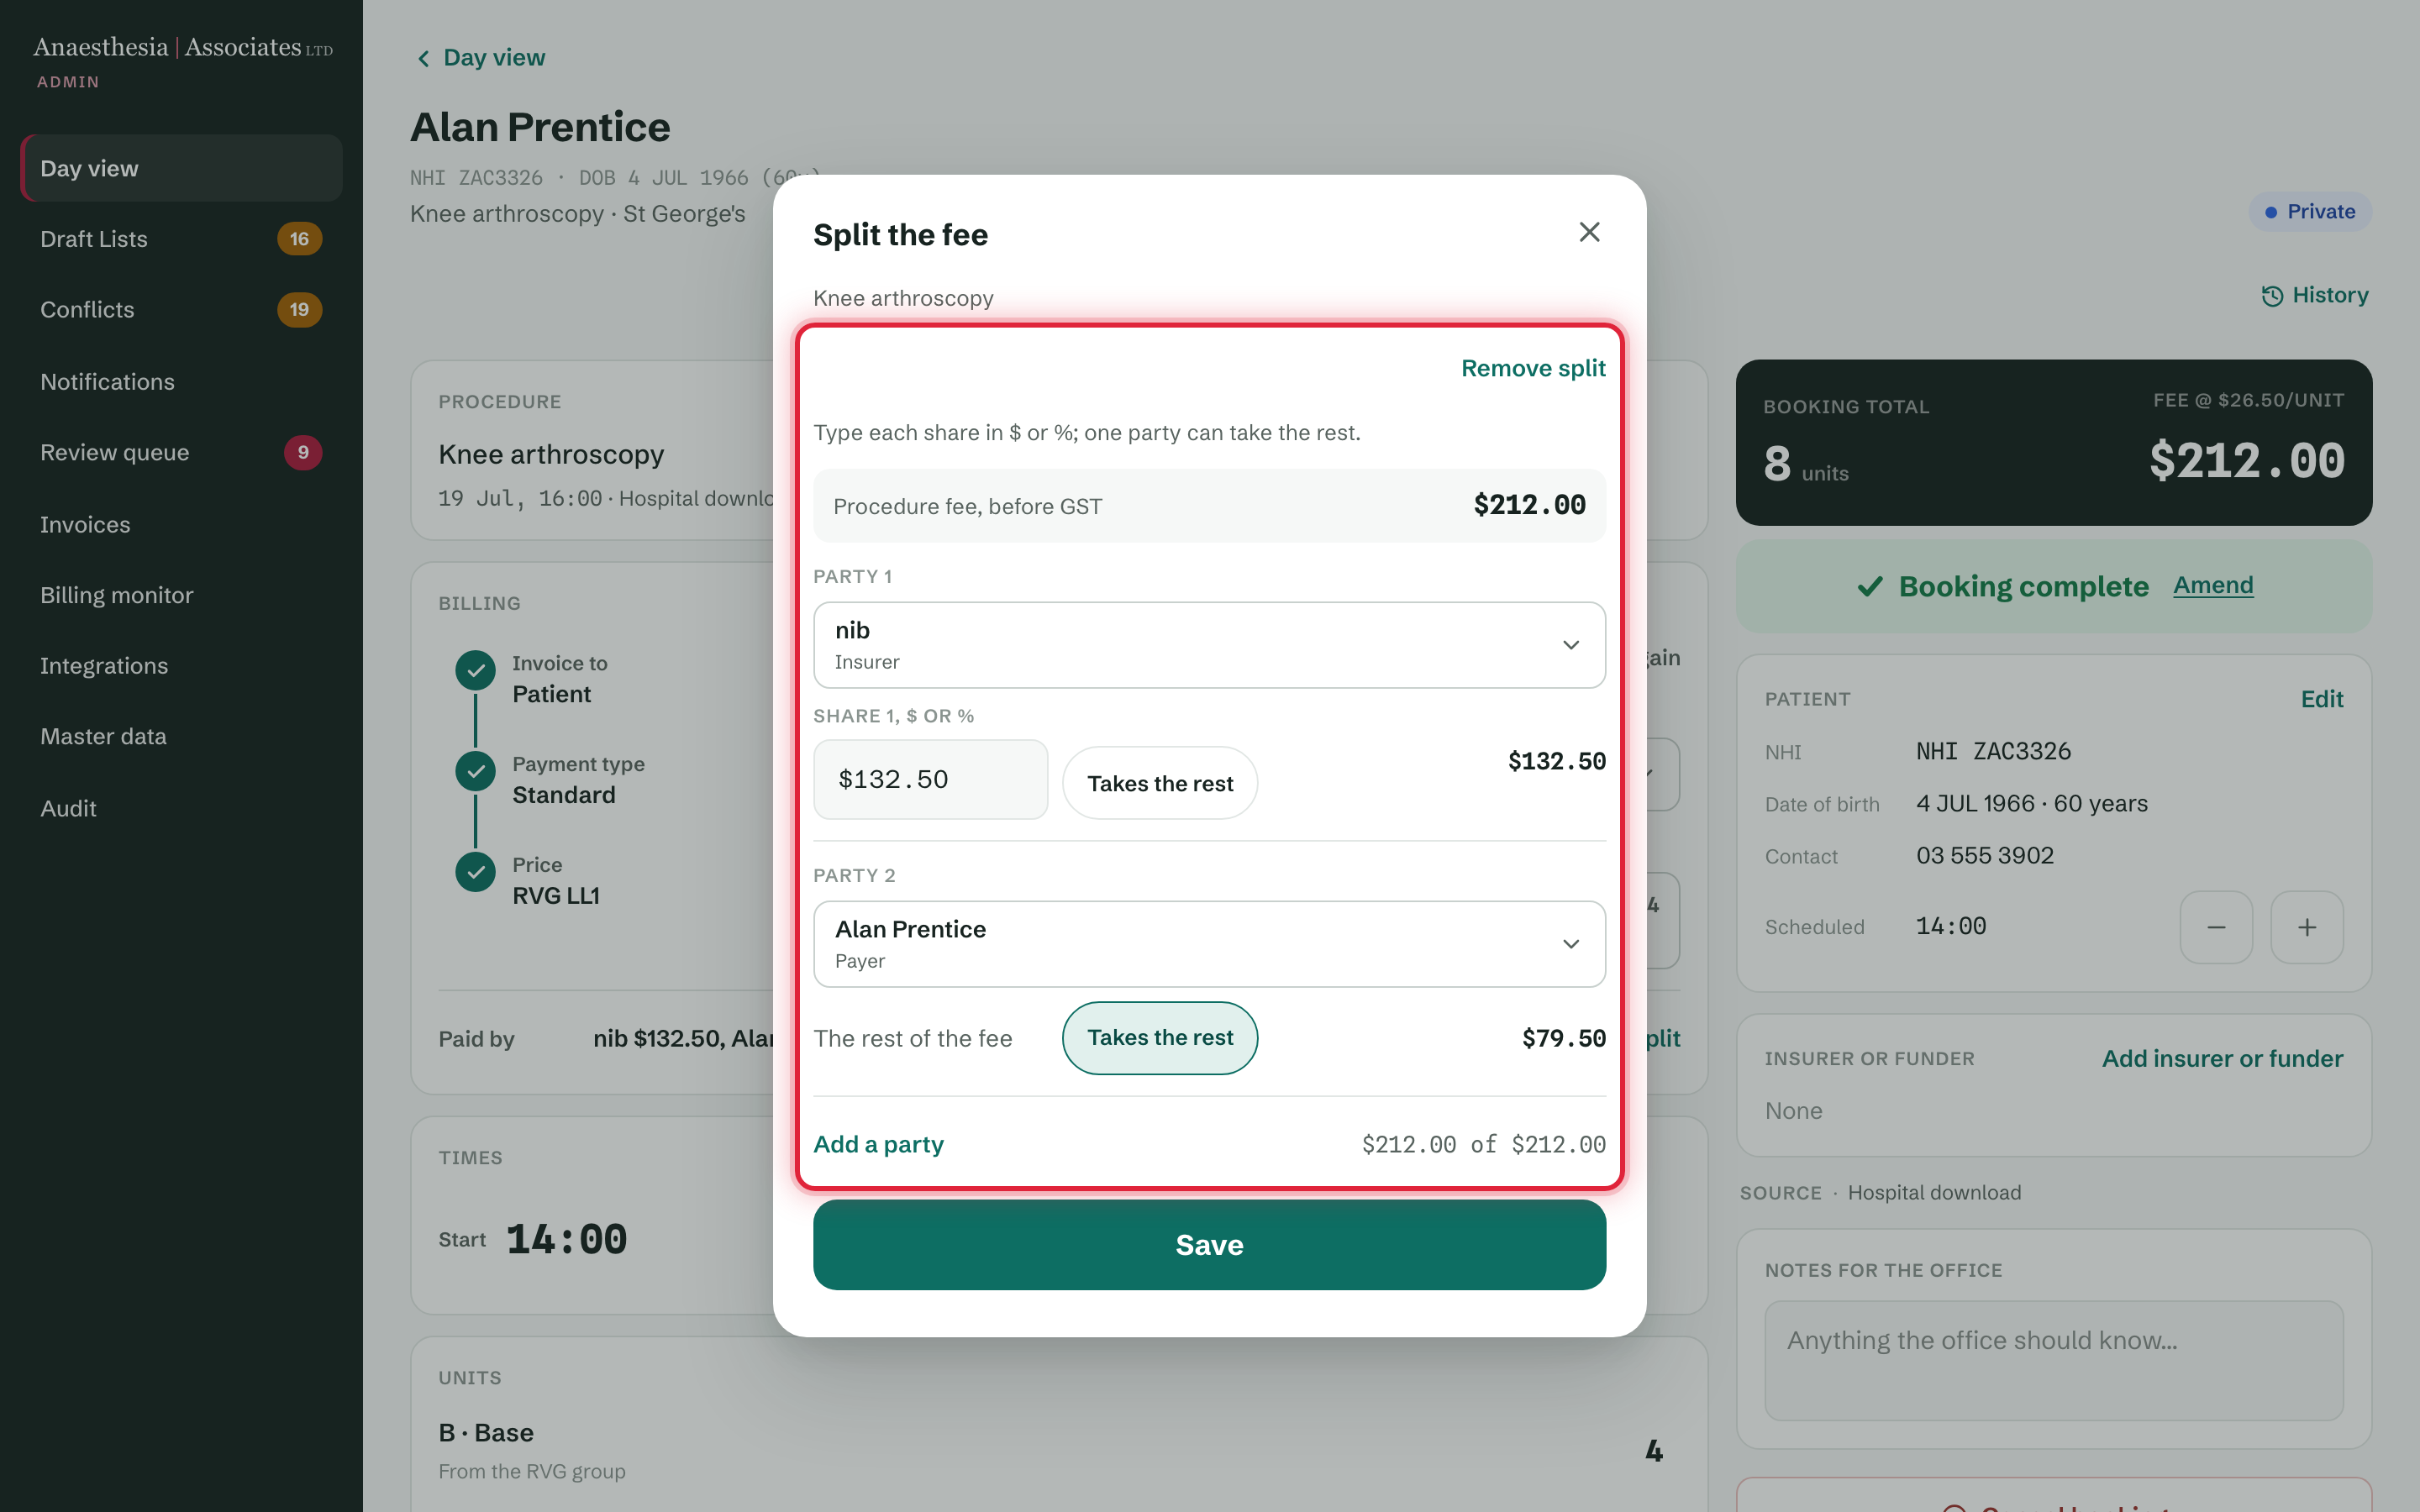 Anaesthesia | Associates LTD
ADMIN
Day view
Draft Lists 16
Conflicts 19
Notifications
Review queue 9
Invoices
Billing monitor
Integrations
Master data
Audit
Day view
Alan Prentice
NHI ZAC3326 · DOB 4 JUL 1966
Knee arthroscopy · St George's
Private
History
PROCEDURE
Knee arthroscopy
19 Jul, 16:00 · Hospital
BILLING
Invoice to
Patient
Payment type
Standard
Price
RVG LL1
Paid by nib $132.50,
TIMES
Start 14:00
UNITS
B · Base
From the RVG group
4
Split the fee
Knee arthroscopy
Remove split
Type each share in $ or %; one party can take the rest.
Procedure fee, before GST $212.00
PARTY 1
nib
Insurer
SHARE 1, $ OR %
$132.50 Takes the rest $132.50
PARTY 2
Alan Prentice
Payer
The rest of the fee Takes the rest $79.50
Add a party $212.00 of $212.00
Save
BOOKING TOTAL FEE @ $26.50/UNIT
8 units $212.00
Booking complete Amend
PATIENT Edit
NHI NHI ZAC3326
Date of birth 4 JUL 1966 · 60 years
Contact 03 555 3902
Scheduled 14:00 − +
INSURER OR FUNDER Add insurer or funder
None
SOURCE · Hospital download
NOTES FOR THE OFFICE
Anything the office should know...